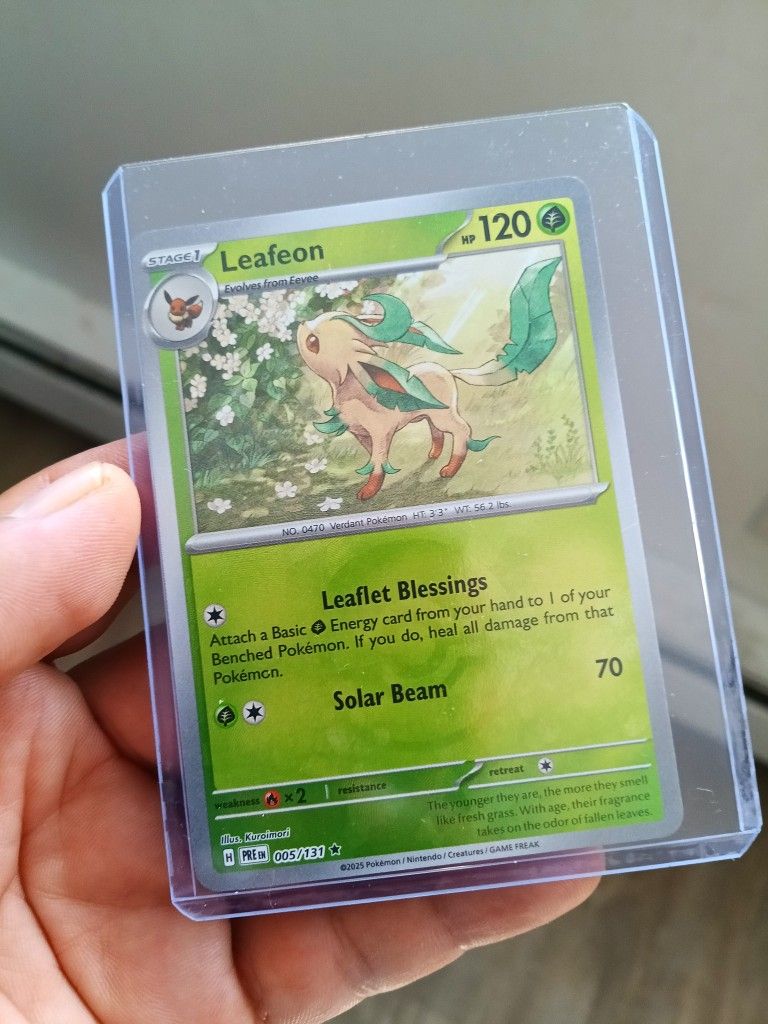 STAGE 1 Leafeon HP 120
Evolves from Eevee
NO. 0470 Verdant Pokémon HT: 3'3" WT: 56.2 lbs.
Leaflet Blessings
Attach a Basic Energy card from your hand to 1 of your
Benched Pokémon. If you do, heal all damage from that
Pokémon.
Solar Beam 70
weakness ×2 resistance retreat
The younger they are, the more they smell
like fresh grass. With age, their fragrance
takes on the odor of fallen leaves.
Illus. Kuroimori
H PRE EN 005/131
©2025 Pokémon / Nintendo / Creatures / GAME FREAK